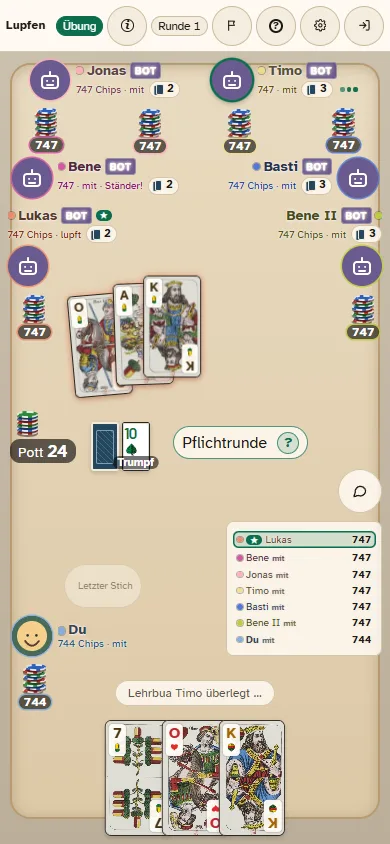 Lupfen Übung Runde 1
Jonas BOT
747 Chips · mit 2
Timo BOT
747 · mit 3
747 747 747 747
Bene BOT
747 · mit · Ständer! 2
Basti BOT
747 Chips · mit 3
Lukas BOT
747 Chips · lupft 2
Bene II BOT
747 Chips · mit 3
747
747
O A K
K
Pott 24
10
Trumpf
Pflichtrunde ?
Lukas 747
Bene mit 747
Jonas mit 747
Timo mit 747
Basti mit 747
Bene II mit 747
Du mit 744
Letzter Stich
Du
744 Chips · mit
744
Lehrbua Timo überlegt ...
7 O K
7 O K